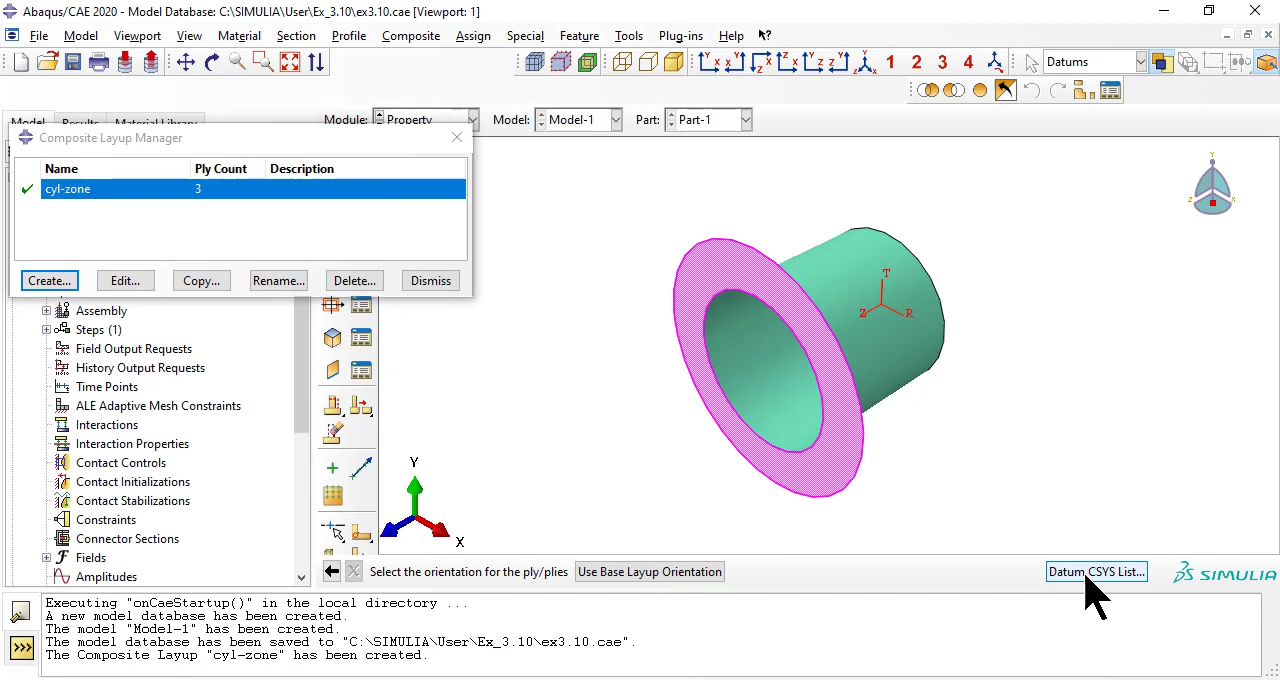 Abaqus/CAE 2020 - Model Database: C:\SIMULIA\User\Ex_3.10\ex3.10.cae [Viewport: 1]
File Model Viewport View Material Section Profile Composite Assign Special Feature Tools Plug-ins Help
1 2 3 4 Datums
Module: Property Model: Model-1 Part: Part-1
Composite Layup Manager
Name Ply Count Description
cyl-zone 3
Create... Edit... Copy... Rename... Delete... Dismiss
Assembly
Steps (1)
Field Output Requests
History Output Requests
Time Points
ALE Adaptive Mesh Constraints
Interactions
Interaction Properties
Contact Controls
Contact Initializations
Contact Stabilizations
Constraints
Connector Sections
Fields
Amplitudes
Y
Z X
T
Z R
Y
X
Select the orientation for the ply/plies Use Base Layup Orientation Datum CSYS List...
SIMULIA
Executing "onCaeStartup()" in the local directory ...
A new model database has been created.
The model "Model-1" has been created.
The model database has been saved to "C:\SIMULIA\User\Ex_3.10\ex3.10.cae".
The Composite Layup "cyl-zone" has been created.
>>>